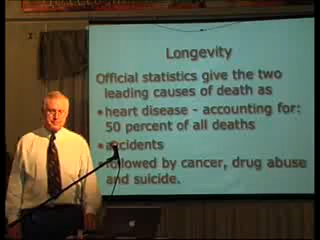 Longevity
Official statistics give the two
leading causes of death as
•heart disease - accounting for:
50 percent of all deaths
•accidents
•followed by cancer, drug abuse
and suicide.